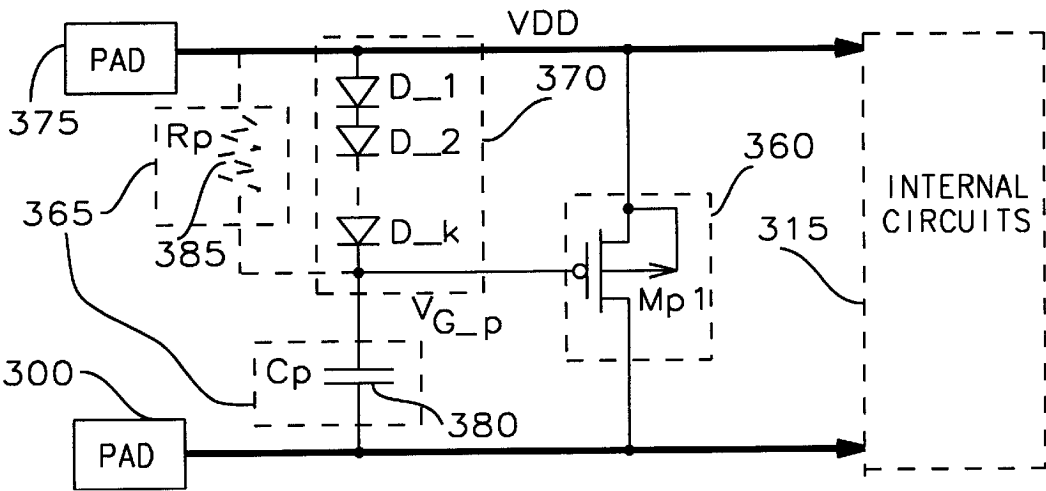 VDD
PAD
375
D_1
370
Rp
D_2
360
365
385
D_k
INTERNAL
CIRCUITS
315
Mp1
VG_p
300
Cp
380
PAD